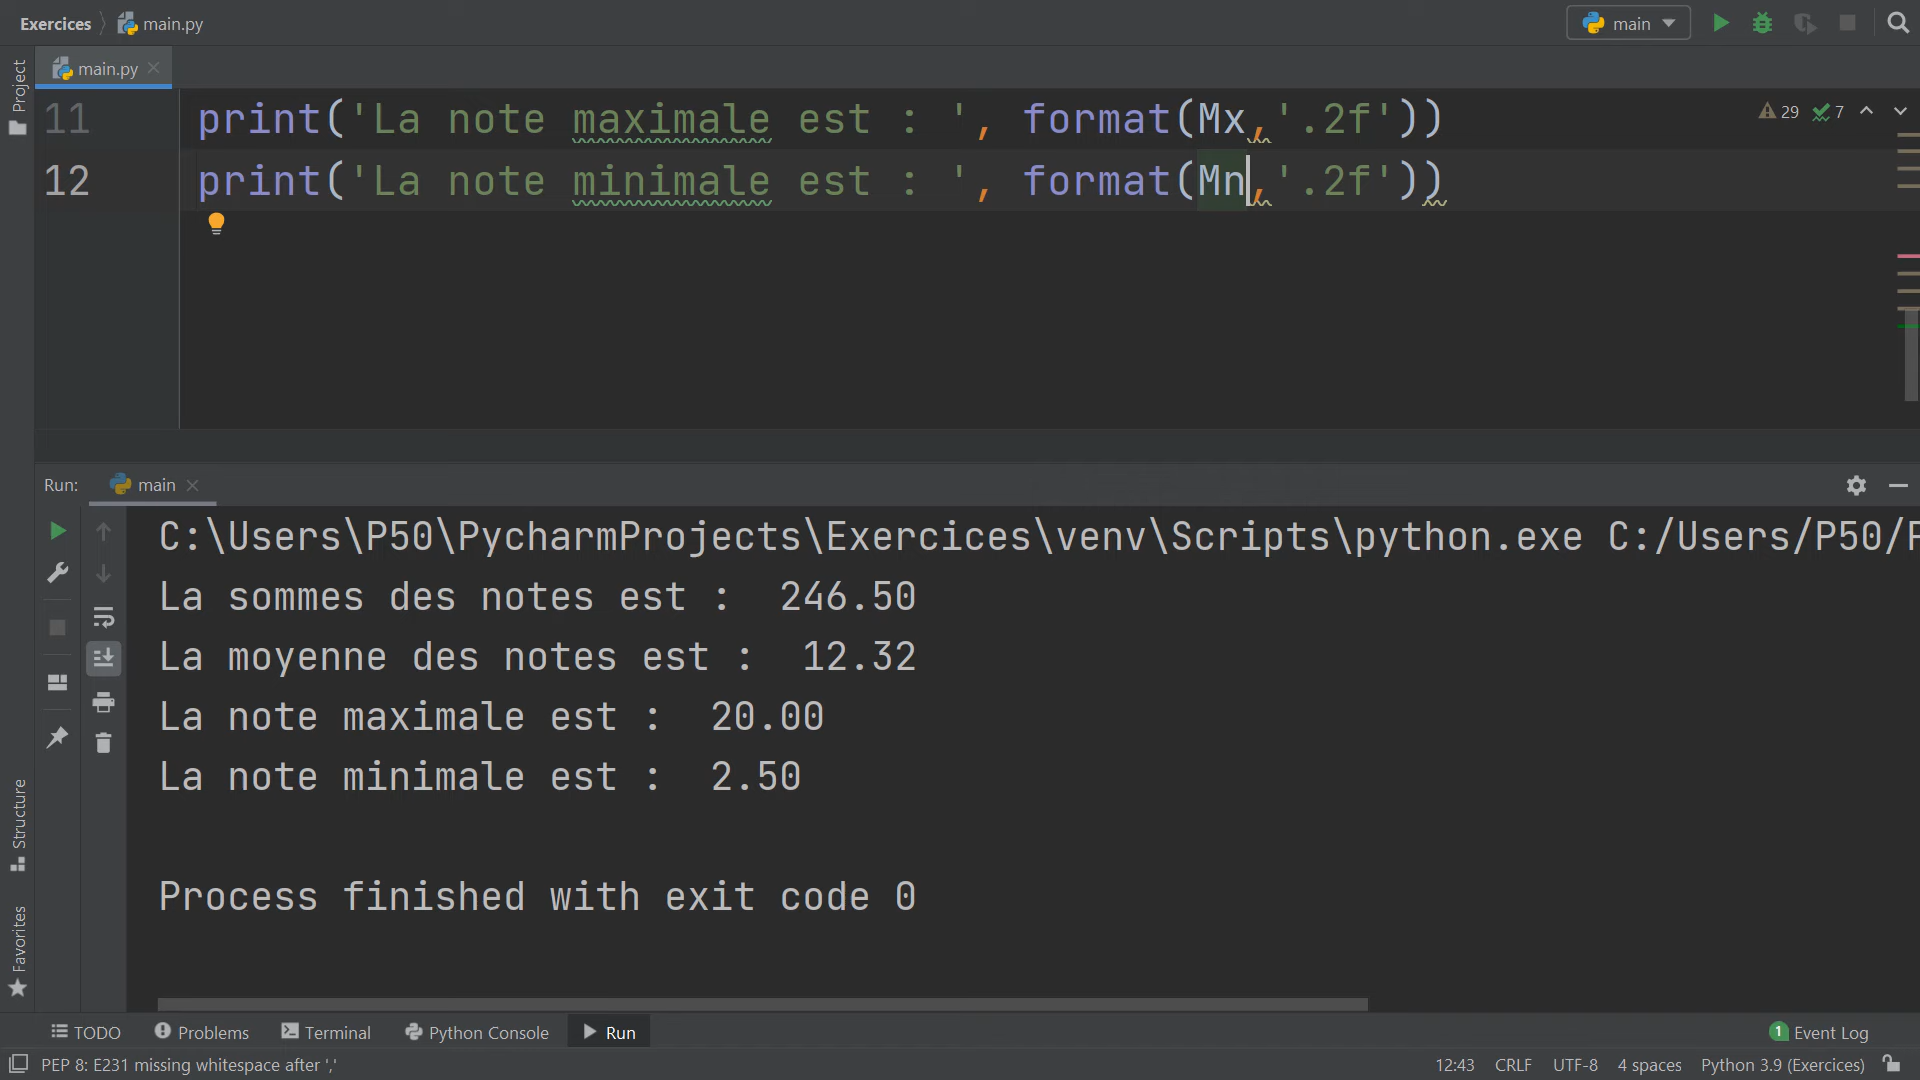 Exercices main.py
main
Project
main.py
29 7
11 print('La note maximale est : ', format(Mx,'.2f'))
12 print('La note minimale est : ', format(Mn,'.2f'))
Run: main
C:\Users\P50\PycharmProjects\Exercices\venv\Scripts\python.exe C:/Users/P50/P
La sommes des notes est :  246.50
La moyenne des notes est :  12.32
La note maximale est :  20.00
La note minimale est :  2.50
Process finished with exit code 0
Structure
Favorites
TODO Problems Terminal Python Console Run 1 Event Log
PEP 8: E231 missing whitespace after ',' 12:43 CRLF UTF-8 4 spaces Python 3.9 (Exercices)